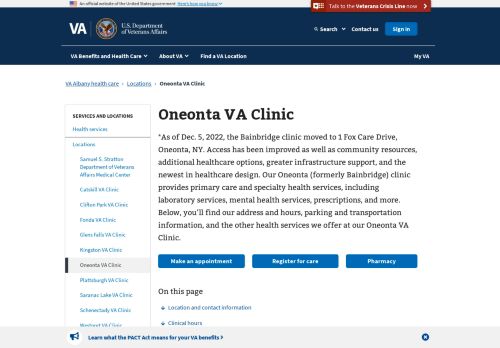 An official website of the United States government Here's how you know
Talk to the Veterans Crisis Line now >
VA U.S. Department of Veterans Affairs
Search Contact us Sign in
VA Benefits and Health Care About VA Find a VA Location My VA
VA Albany health care › Locations › Oneonta VA Clinic
SERVICES AND LOCATIONS
Health services
Locations
Samuel S. Stratton
Department of Veterans
Affairs Medical Center
Catskill VA Clinic
Clifton Park VA Clinic
Fonda VA Clinic
Glens Falls VA Clinic
Kingston VA Clinic
Oneonta VA Clinic
Plattsburgh VA Clinic
Saranac Lake VA Clinic
Schenectady VA Clinic
Westport VA Clinic
Oneonta VA Clinic
*As of Dec. 5, 2022, the Bainbridge clinic moved to 1 Fox Care Drive,
Oneonta, NY. Access has been improved as well as community resources,
additional healthcare options, greater infrastructure support, and the
newest in healthcare design. Our Oneonta (formerly Bainbridge) clinic
provides primary care and specialty health services, including
laboratory services, mental health services, prescriptions, and more.
Below, you'll find our address and hours, parking and transportation
information, and the other health services we offer at our Oneonta VA
Clinic.
Make an appointment Register for care Pharmacy
On this page
Location and contact information
Clinical hours
Learn what the PACT Act means for your VA benefits >